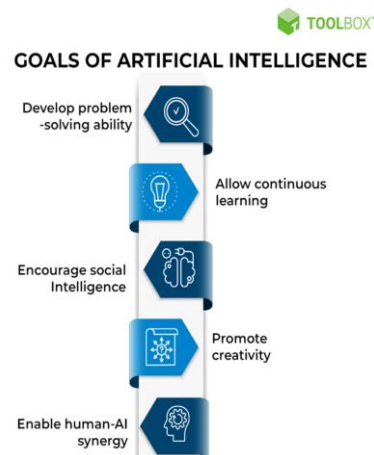 TOOLBOX
GOALS OF ARTIFICIAL INTELLIGENCE
Develop problem
-solving ability
Allow continuous
learning
Encourage social
Intelligence
Promote
creativity
Enable human-AI
synergy